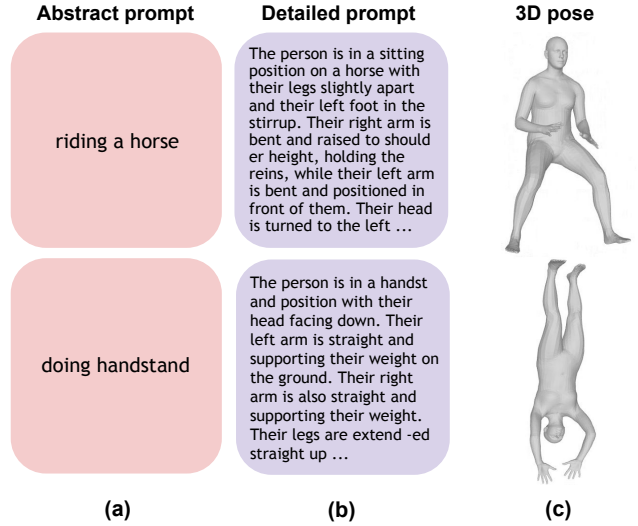 Abstract prompt
Detailed prompt
3D pose
riding a horse
The person is in a sitting
position on a horse with
their legs slightly apart
and their left foot in the
stirrup. Their right arm is
bent and raised to should
er height, holding the
reins, while their left arm
is bent and positioned in
front of them. Their head
is turned to the left ...
doing handstand
The person is in a handst
and position with their
head facing down. Their
left arm is straight and
supporting their weight on
the ground. Their right
arm is also straight and
supporting their weight.
Their legs are extend -ed
straight up ...
(a)
(b)
(c)